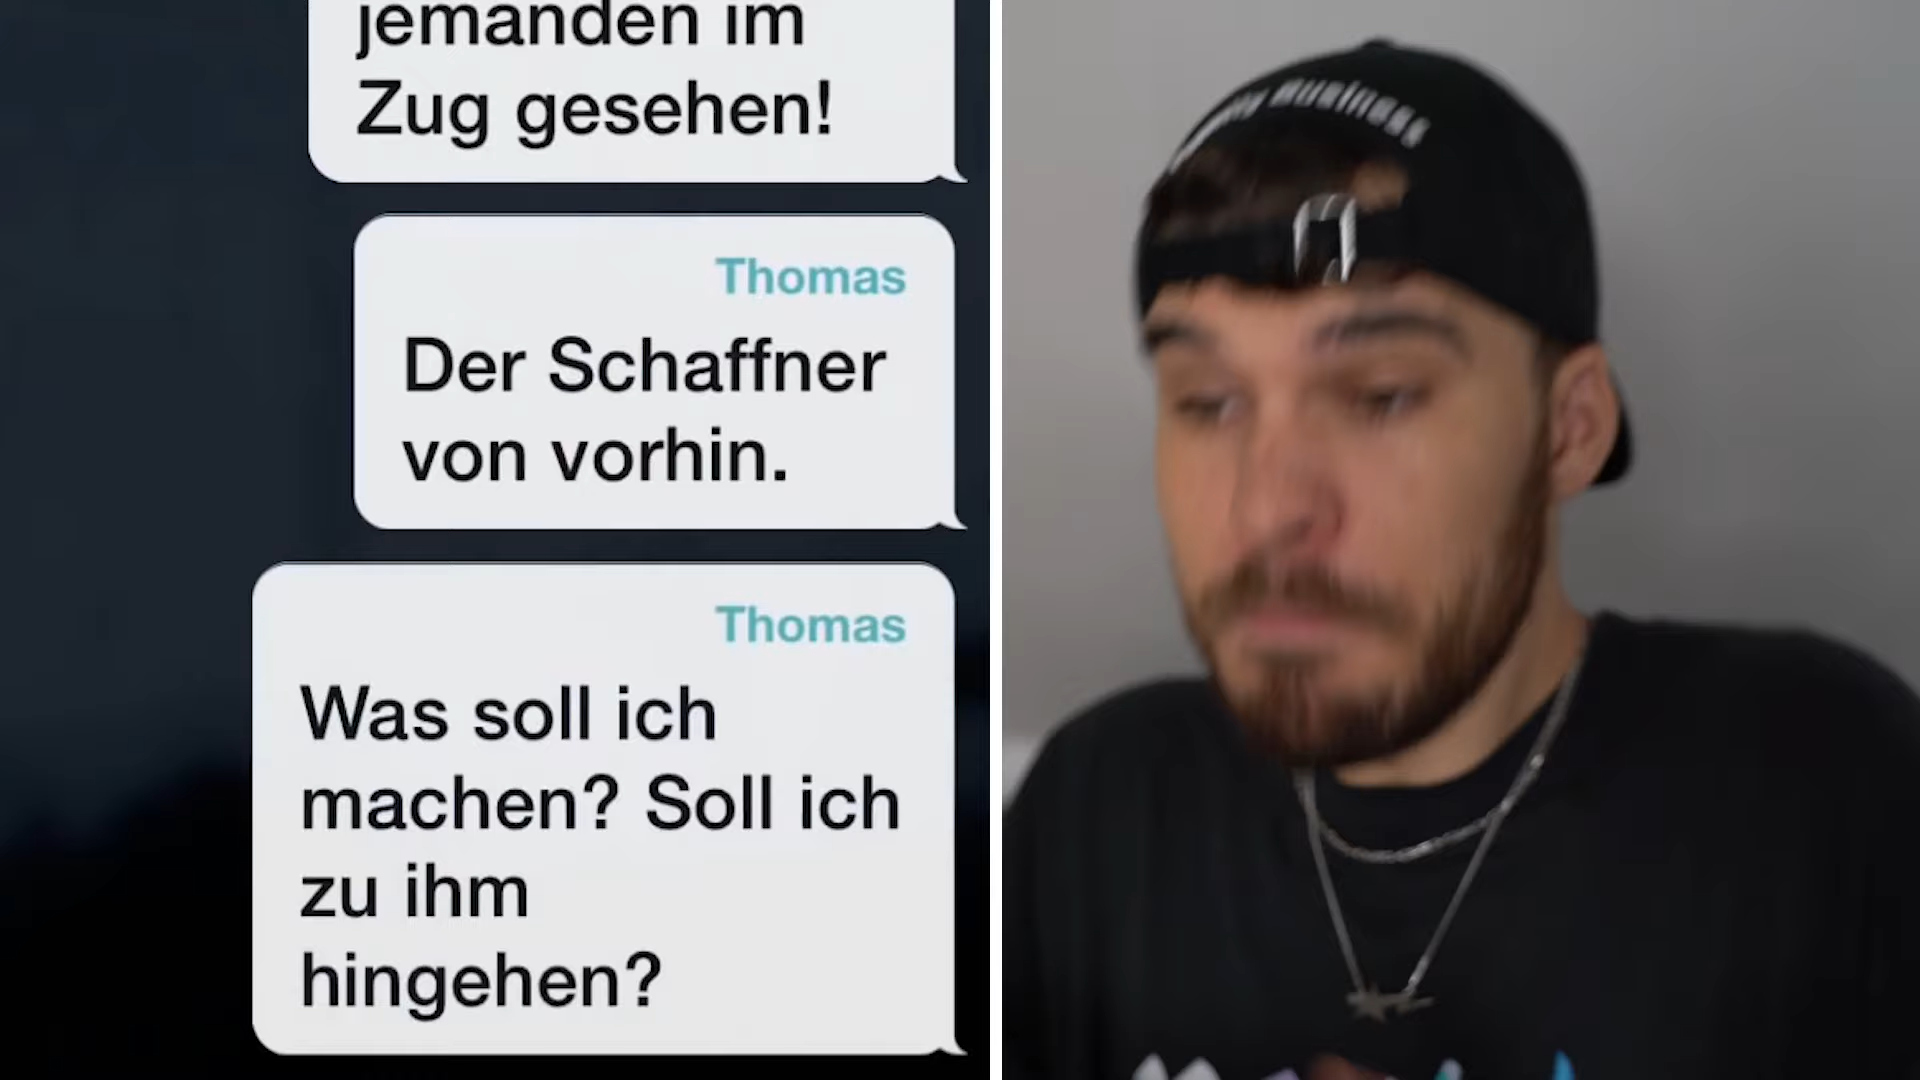 jemanden im
Zug gesehen!
Thomas
Der Schaffner
von vorhin.
Thomas
Was soll ich
machen? Soll ich
zu ihm
hingehen?